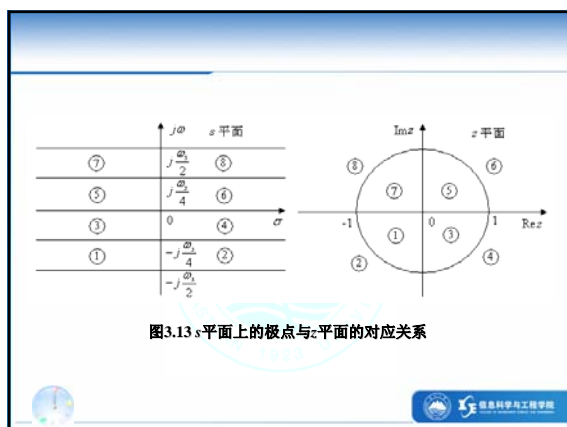 jω s 平面
⑦ j ωs/2 ⑧
⑤ j ωs/4 ⑥
0 σ
③ ④
① -j ωs/4 ②
-j ωs/2
Imz z 平面
⑧ ⑥
⑦ ⑤
-1 0 1 Rez
① ③
② ④
图3.13 s平面上的极点与z平面的对应关系
信息科学与工程学院